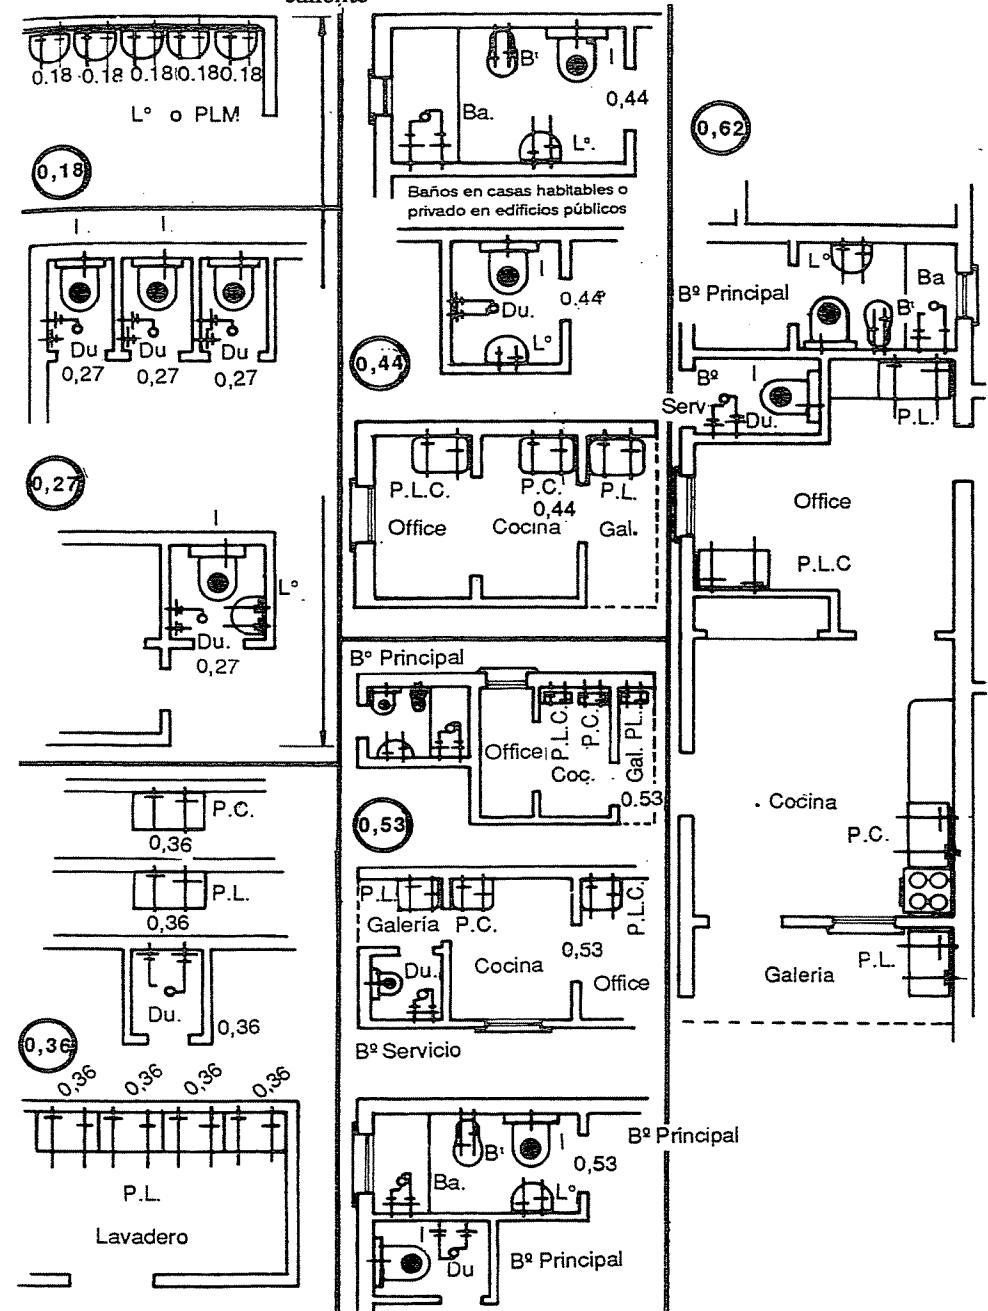 0.18 0.18 0.18 0.18 0.18
L° o PLM
0,18
Du Du Du
0,27 0,27 0,27
0,27
L°
Du.
0,27
P.C.
0,36
P.L.
0,36
Du.
0,36
0,36
0,36 0,36 0,36 0,36
P.L.
Lavadero
Ba.
Bᵗ
I
0,44
L°.
Baños en casas habitables o
privado en edificios públicos
I
0.44
Du.
L°
0,44
P.L.C. P.C. P.L.
0,44
Office Cocina Gal.
B° Principal
Office
P.L.C.
P.C.
Gal. PL.
Coc.
0.53
0,53
P.L.
Galería P.C.
P.L.C.
0,53
Du.
Cocina
Office
Bº Servicio
Bº Principal
Bᵗ
I
0,53
Ba.
L°
I
Du
Bº Principal
0,62
L°
Ba
Bº Principal
Bᵗ
Bº
I
Serv.
Du.
P.L.
Office
P.L.C
Cocina
P.C.
P.L.
Galeria